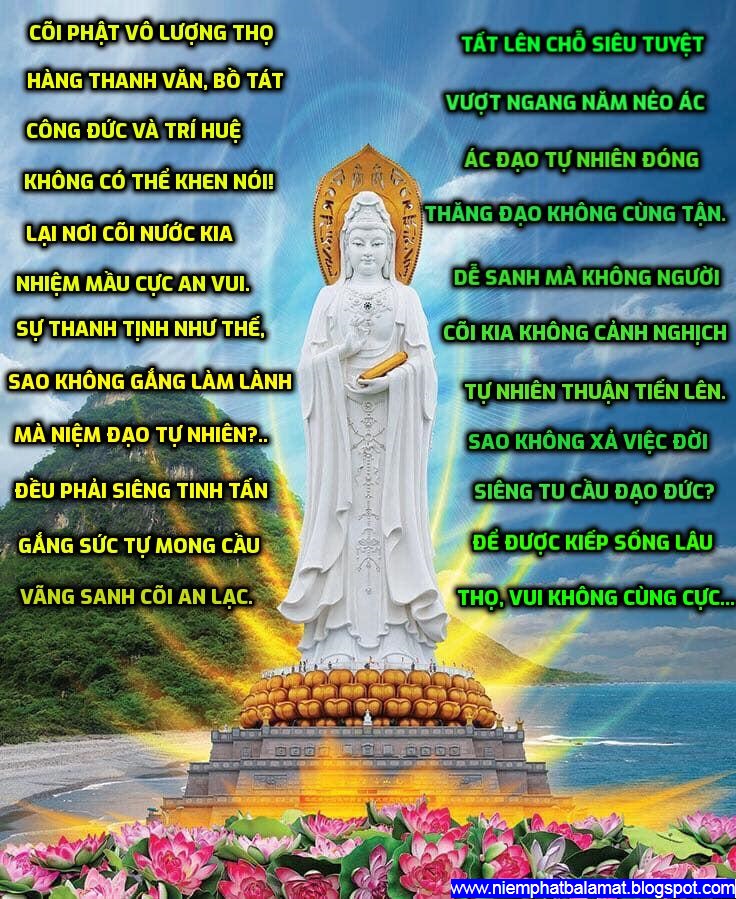 CÕI PHẬT VÔ LƯỢNG THỌ
HÀNG THANH VĂN, BỒ TÁT
CÔNG ĐỨC VÀ TRÍ HUỆ
KHÔNG CÓ THỂ KHEN NÓI!
LẠI NƠI CÕI NƯỚC KIA
NHIỆM MẦU CỰC AN VUI.
SỰ THANH TỊNH NHƯ THẾ,
SAO KHÔNG GẮNG LÀM LÀNH
MÀ NIỆM ĐẠO TỰ NHIÊN?..
ĐỀU PHẢI SIÊNG TINH TẤN
GẮNG SỨC TỰ MONG CẦU
VÃNG SANH CÕI AN LẠC.
TẤT LÊN CHỖ SIÊU TUYỆT
VƯỢT NGANG NĂM NẺO ÁC
ÁC ĐẠO TỰ NHIÊN ĐÓNG
THĂNG ĐẠO KHÔNG CÙNG TẬN.
DỄ SANH MÀ KHÔNG NGƯỜI
CÕI KIA KHÔNG CẢNH NGHỊCH
TỰ NHIÊN THUẬN TIẾN LÊN.
SAO KHÔNG XẢ VIỆC ĐỜI
SIÊNG TU CẦU ĐẠO ĐỨC?
ĐỂ ĐƯỢC KIẾP SỐNG LÂU
THỌ, VUI KHÔNG CÙNG CỰC...
www.niemphatbalamat.blogspot.com